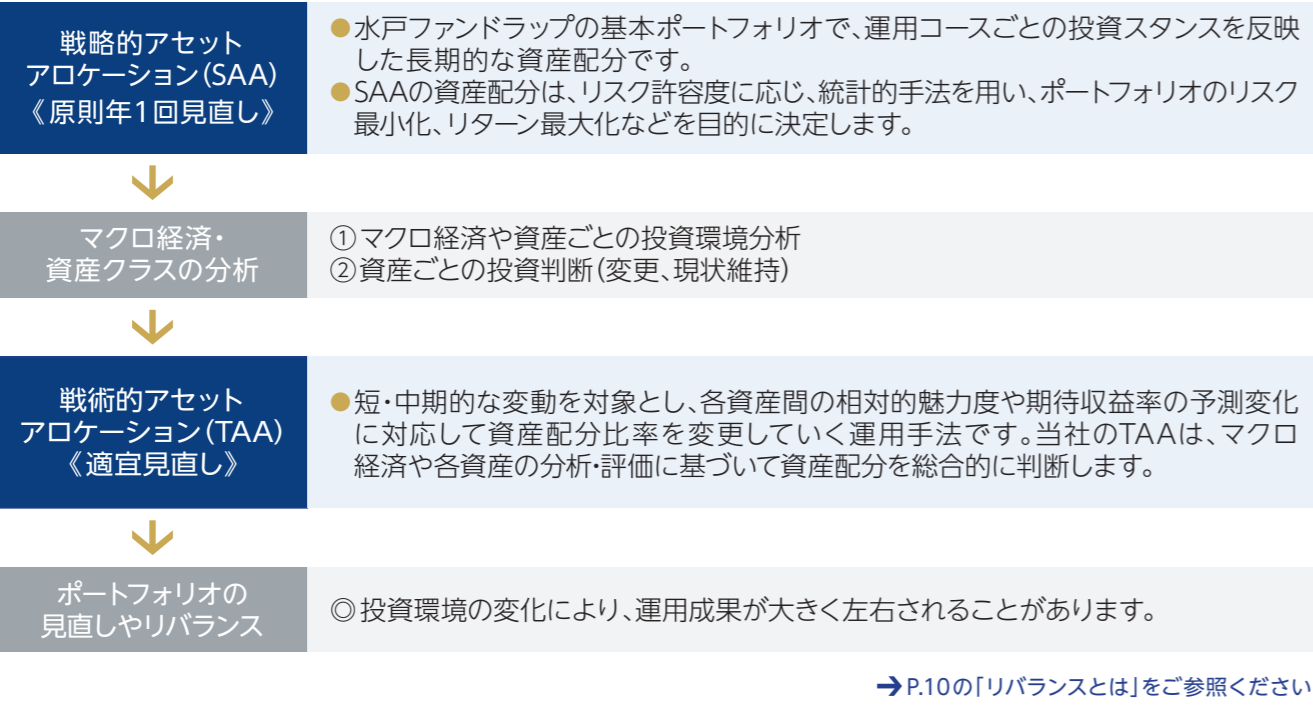 戦略的アセット
アロケーション(SAA)
《原則年1回見直し》
●水戸ファンドラップの基本ポートフォリオで、運用コースごとの投資スタンスを反映
した長期的な資産配分です。
●SAAの資産配分は、リスク許容度に応じ、統計的手法を用い、ポートフォリオのリスク
最小化、リターン最大化などを目的に決定します。
マクロ経済・
資産クラスの分析
①マクロ経済や資産ごとの投資環境分析
②資産ごとの投資判断(変更、現状維持)
戦術的アセット
アロケーション(TAA)
《適宜見直し》
●短・中期的な変動を対象とし、各資産間の相対的魅力度や期待収益率の予測変化
に対応して資産配分比率を変更していく運用手法です。当社のTAAは、マクロ
経済や各資産の分析・評価に基づいて資産配分を総合的に判断します。
ポートフォリオの
見直しやリバランス
◎投資環境の変化により、運用成果が大きく左右されることがあります。
→P.10の「リバランスとは」をご参照ください